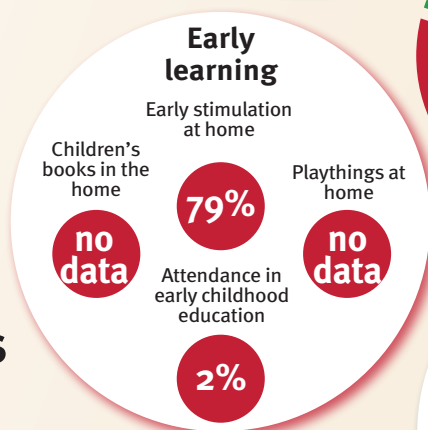 Early
learning
Early stimulation
at home
79%
Children’s
books in the
home
no
data
Playthings at
home
no
data
Attendance in
early childhood
education
2%
s